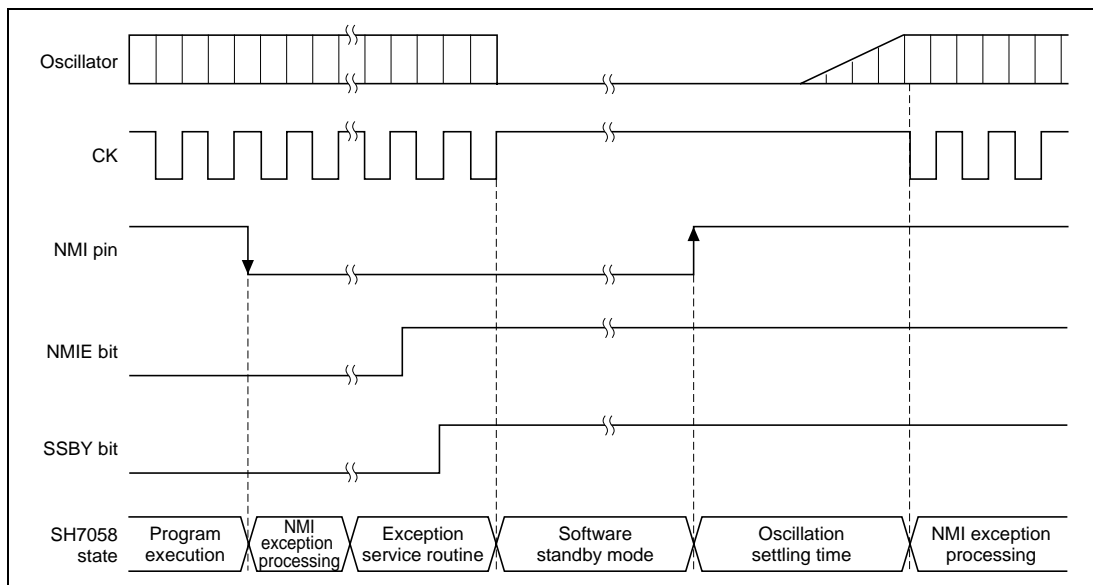 Oscillator
CK
NMI pin
NMIE bit
SSBY bit
SH7058
state
Program
execution
NMI
exception
processing
Exception
service routine
Software
standby mode
Oscillation
settling time
NMI exception
processing